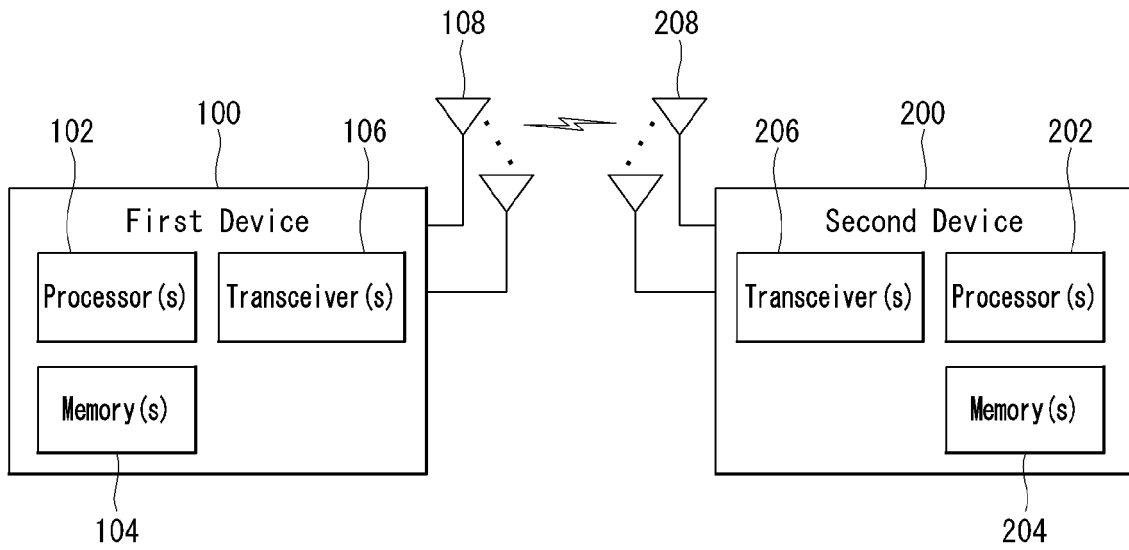 108
208
102
100
106
206
200
202
First Device
Second Device
Processor(s)
Transceiver(s)
Transceiver(s)
Processor(s)
Memory(s)
Memory(s)
104
204